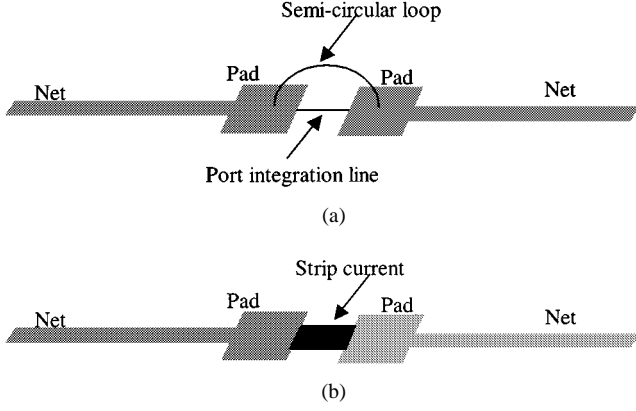 Semi-circular loop
Pad
Pad
Net
Net
Port integration line
(a)
Strip current
Pad
Pad
Net
Net
(b)